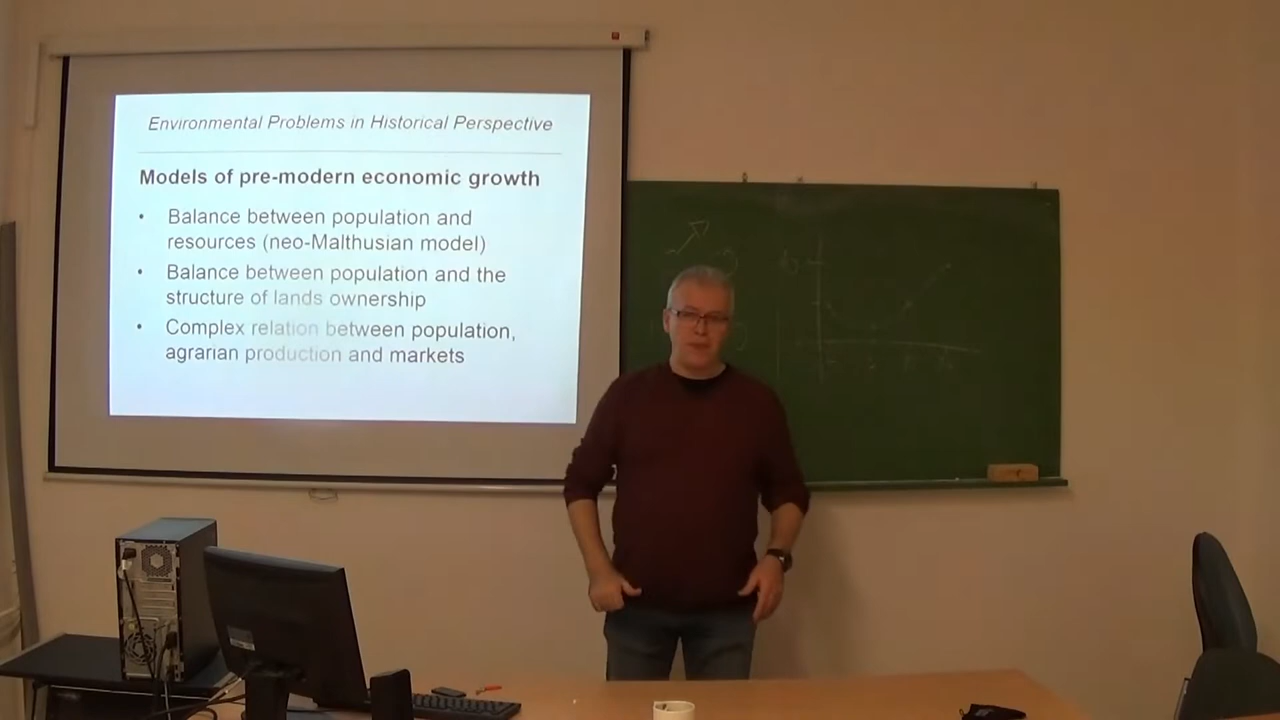 Environmental Problems in Historical Perspective
Models of pre-modern economic growth
• Balance between population and
resources (neo-Malthusian model)
• Balance between population and the
structure of lands ownership
• Complex relation between population,
agrarian production and markets